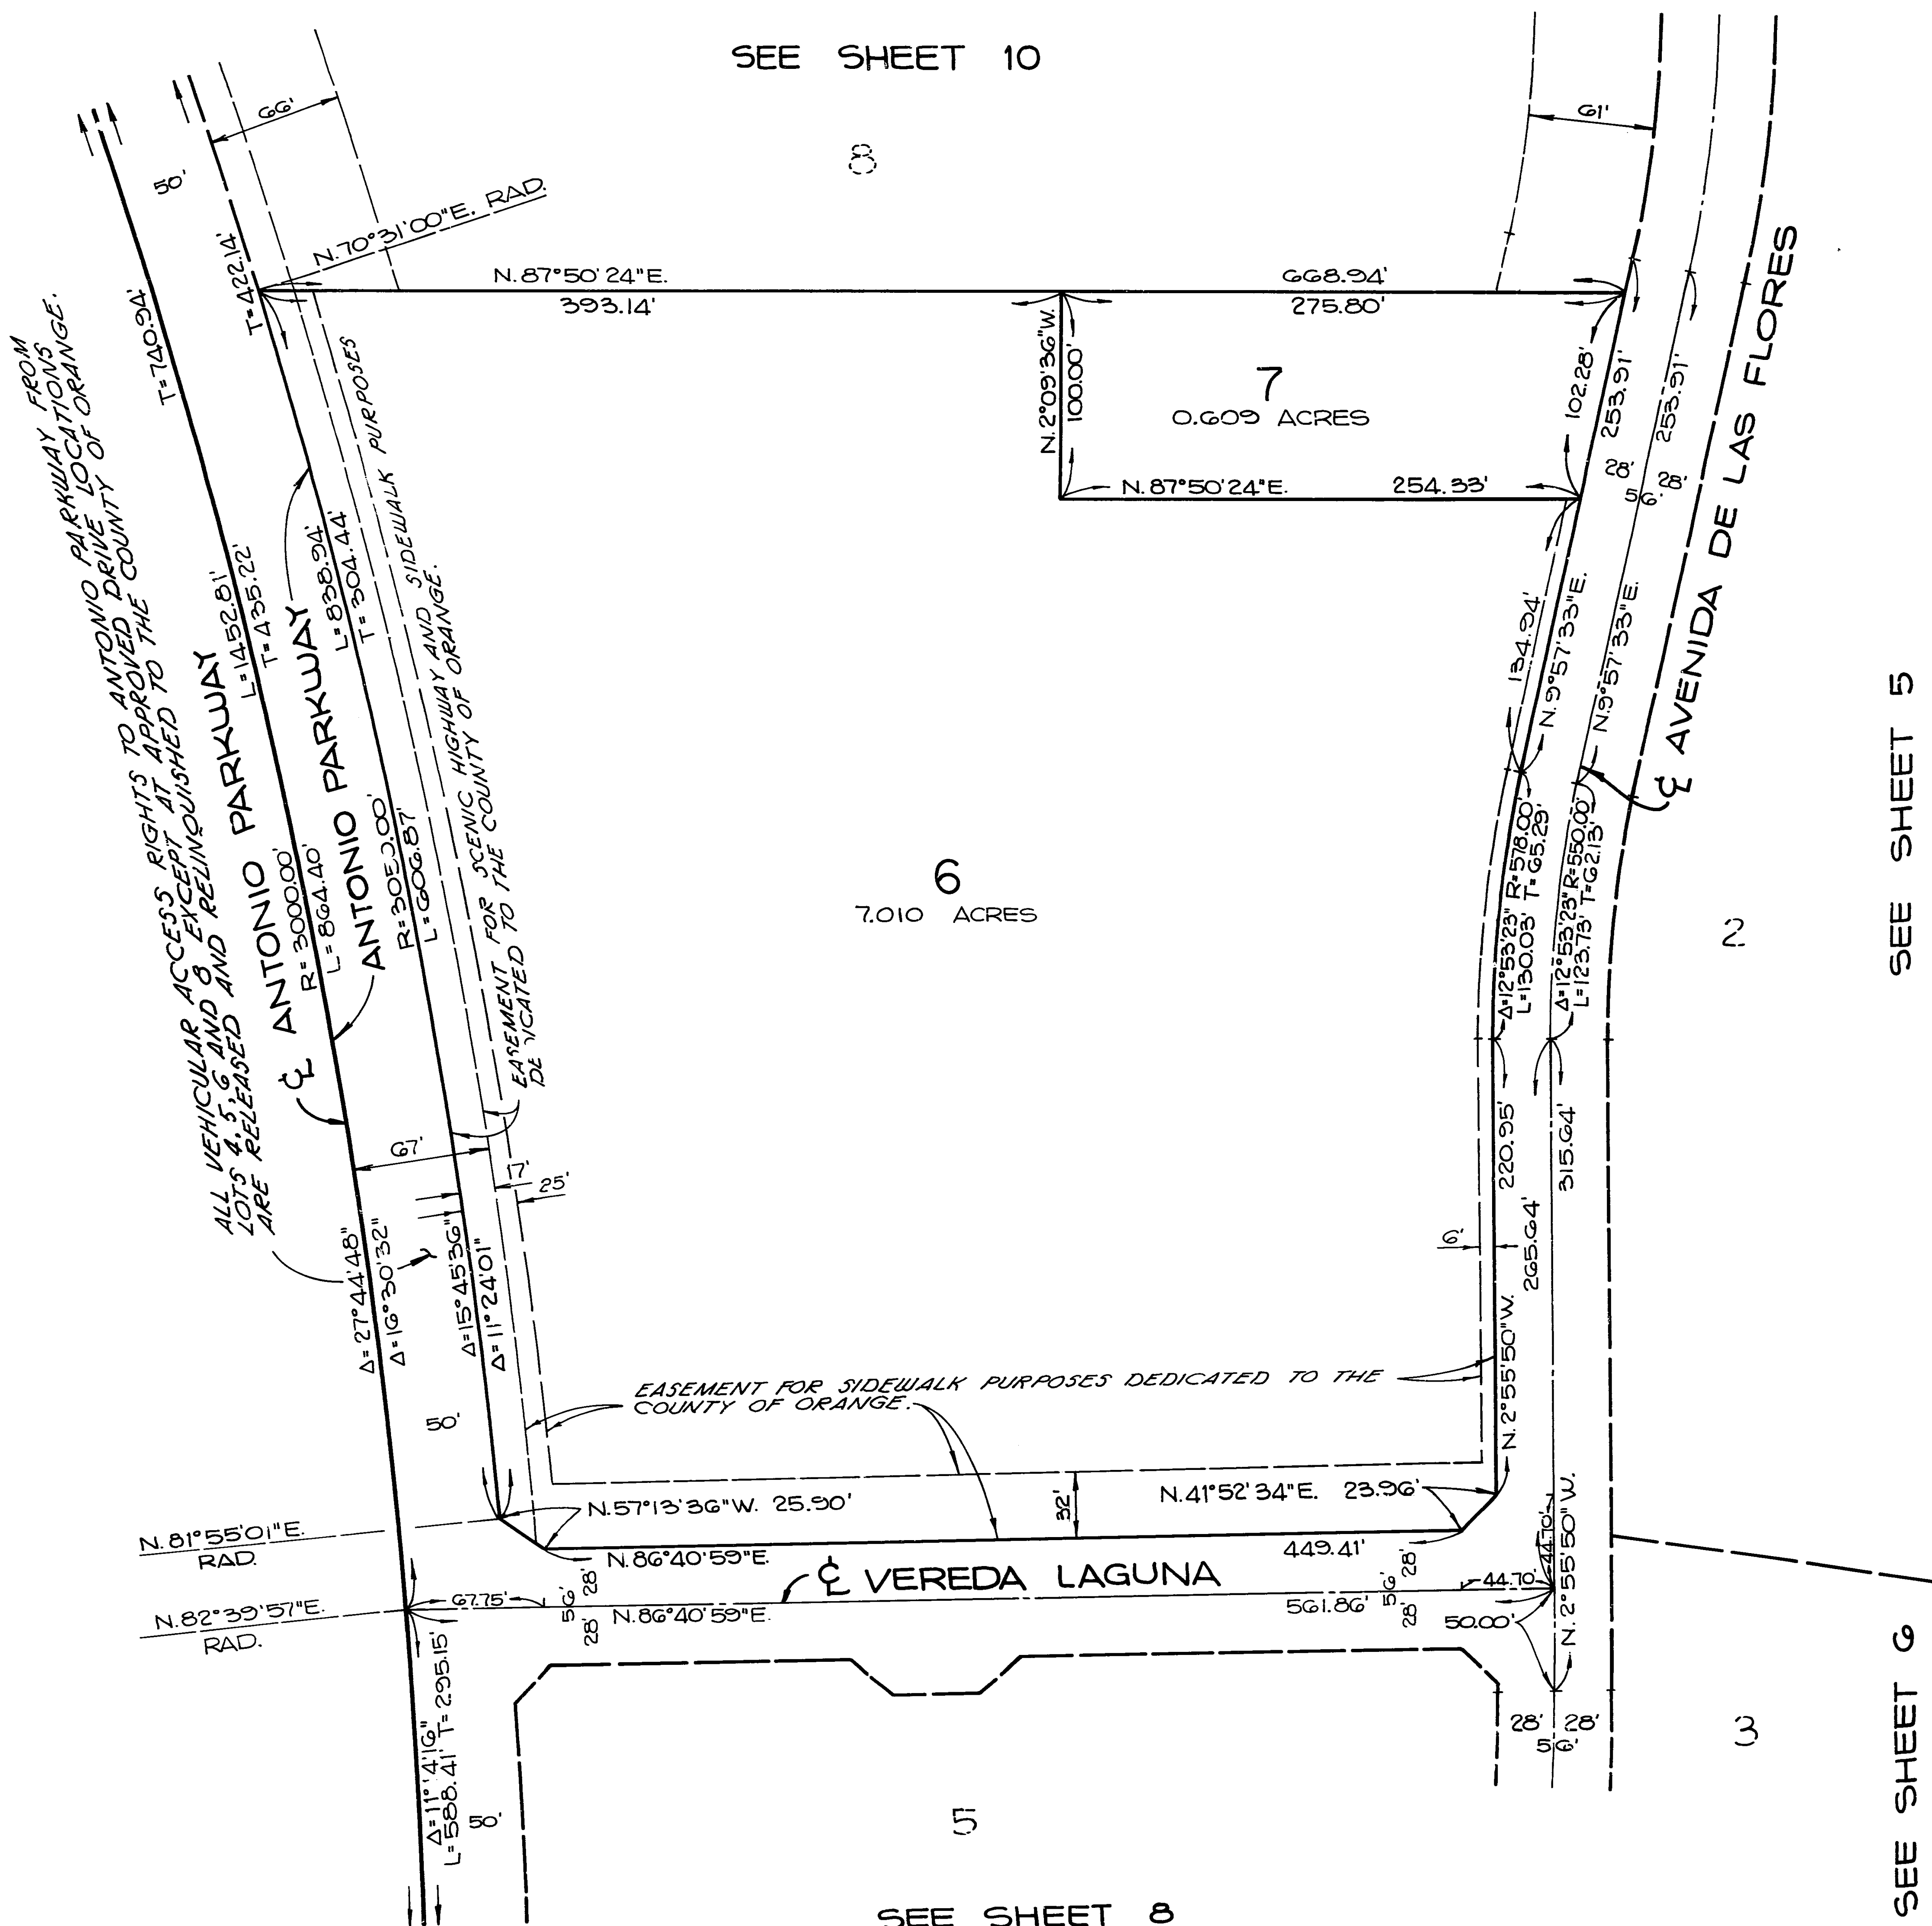 SEE SHEET 10
66'
61'
8
50'
N.70°31'00"E. RAD.
T=422.14'
T=740.94'
N.87°50'24"E.
668.94'
393.14'
275.80'
N.2°09'36"W.
100.00'
7
0.609 ACRES
102.28'
253.91'
253.91'
28'
28'
56'
N.87°50'24"E.
254.33'
ALL VEHICULAR ACCESS RIGHTS TO ANTONIO PARKWAY FROM
LOTS 4, 5, 6 AND 8 EXCEPT AT APPROVED DRIVE LOCATIONS
ARE RELEASED AND RELINQUISHED TO THE COUNTY OF ORANGE.
L=1452.81'
T=435.22'
L=838.94'
T=304.44'
℄ ANTONIO PARKWAY
R=3000.00'
L=864.40'
ANTONIO PARKWAY
R=3050.00'
L=606.87'
EASEMENT FOR SCENIC HIGHWAY AND SIDEWALK PURPOSES
DEDICATED TO THE COUNTY OF ORANGE.
134.94'
N.9°57'33"E.
N.9°57'33"E.
℄ AVENIDA DE LAS FLORES
SEE SHEET 5
6
7.010 ACRES
2
Δ=12°53'23" R=578.00'
L=130.03' T=65.29'
Δ=12°53'23" R=550.00'
L=123.73' T=62.13'
67'
17'
25'
220.95'
315.64'
265.64'
6'
Δ=27°44'48"
Δ=16°30'32"
Δ=15°45'36"
Δ=11°24'01"
N.2°55'50"W.
50'
EASEMENT FOR SIDEWALK PURPOSES DEDICATED TO THE
COUNTY OF ORANGE.
N.57°13'36"W. 25.90'
32'
N.41°52'34"E. 23.96'
N.81°55'01"E.
RAD.
N.86°40'59"E.
449.41'
44.70'
N.2°55'50"W.
℄ VEREDA LAGUNA
28'
56'
28'
28'
56'
28'
67.75'
44.70'
N.82°39'57"E.
RAD.
N.86°40'59"E.
561.86'
50.00'
Δ=11°14'16"
L=588.41' T=295.15'
28'
28'
56'
3
50'
5
SEE SHEET 6
SEE SHEET 8